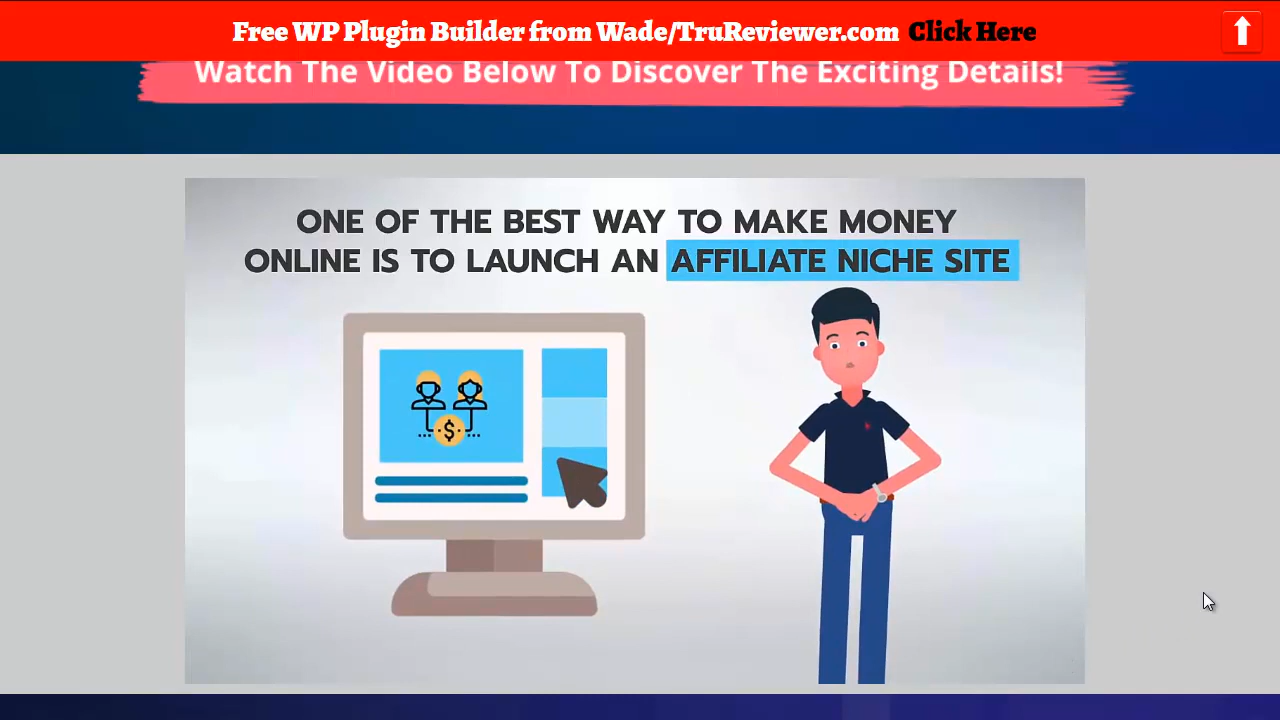 Free WP Plugin Builder from Wade/TruReviewer.com Click Here
Watch The Video Below To Discover The Exciting Details!
ONE OF THE BEST WAY TO MAKE MONEY
ONLINE IS TO LAUNCH AN AFFILIATE NICHE SITE
$